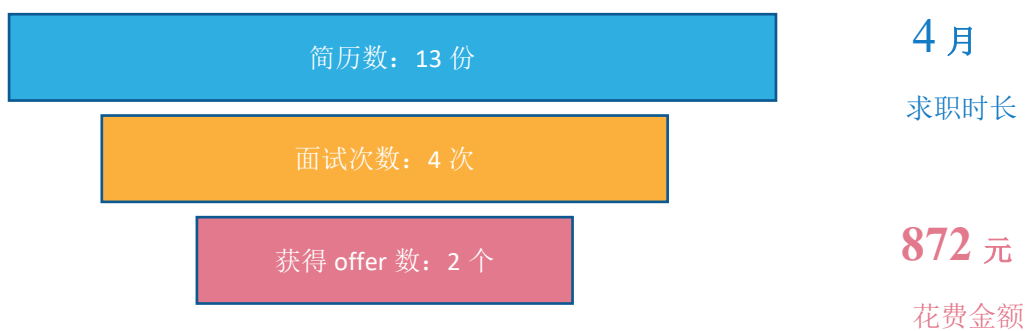 简历数：13 份
面试次数：4 次
获得 offer 数：2 个
4 月
求职时长
872 元
花费金额